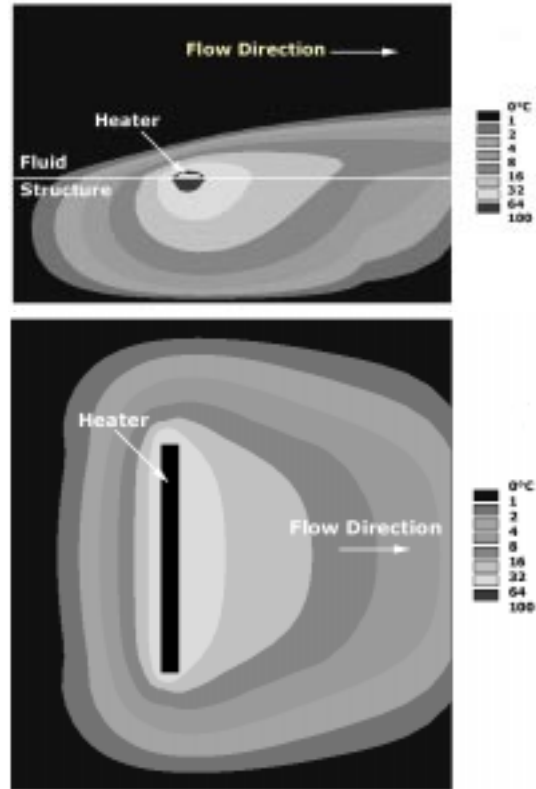 Flow Direction
Heater
Fluid
Structure
0°C
1
2
4
8
16
32
64
100
Heater
Flow Direction
0°C
1
2
4
8
16
32
64
100